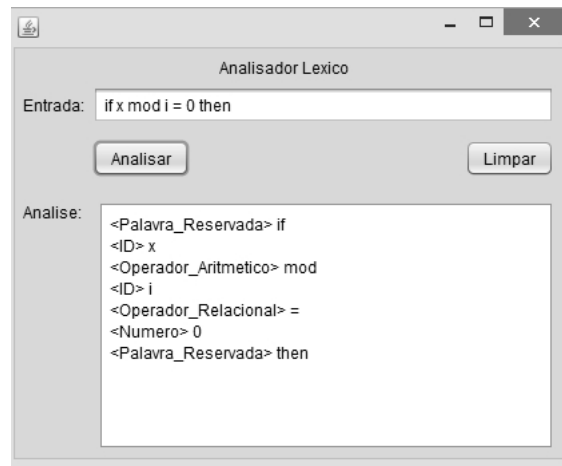 Analisador Lexico
Entrada: if x mod i = 0 then
Analisar Limpar
Analise:
<Palavra_Reservada> if
<ID> x
<Operador_Aritmetico> mod
<ID> i
<Operador_Relacional> =
<Numero> 0
<Palavra_Reservada> then